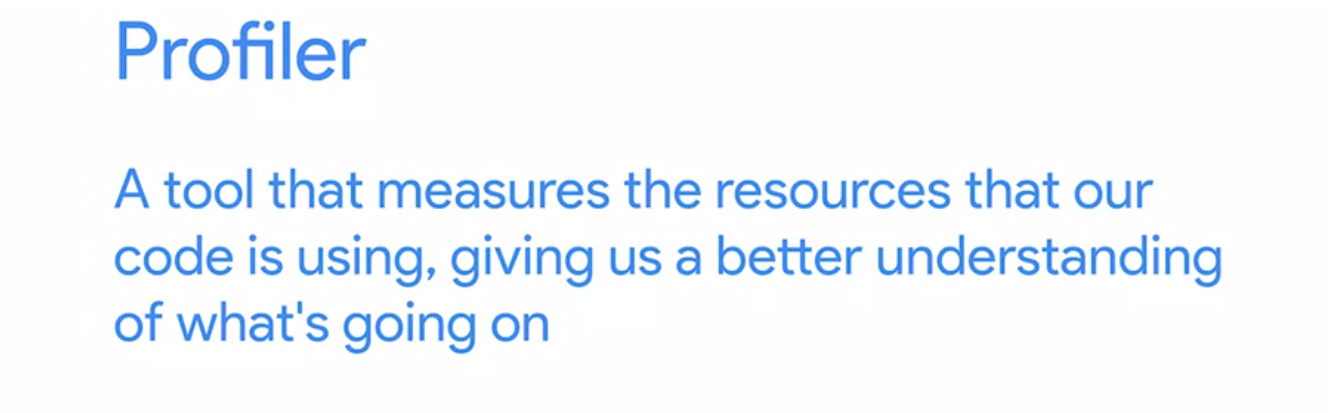 Profiler
A tool that measures the resources that our
code is using, giving us a better understanding
of what's going on